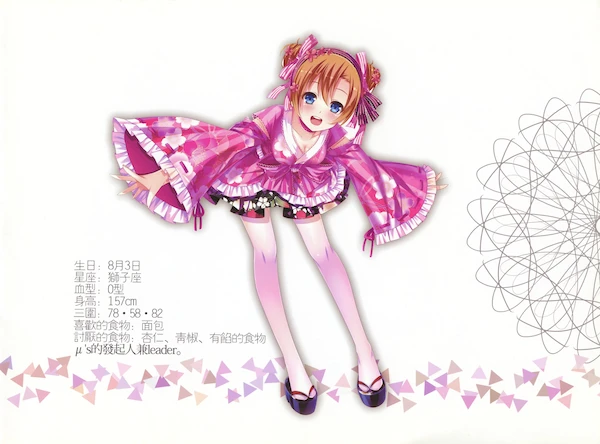 生日：8月3日
星座：獅子座
血型：O型
身高：157cm
三圍：78・58・82
喜歡的食物：面包
討厭的食物：杏仁、青椒、有餡的食物
μ's的發起人兼leader。